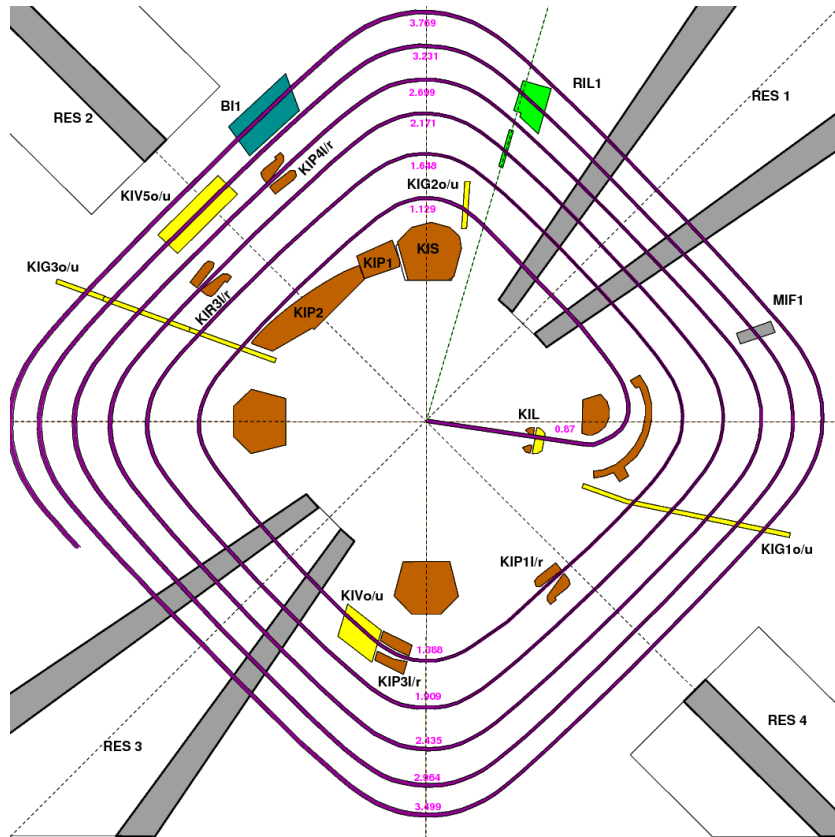 3.769
3.231
RIL1
2.699
RES 1
BI1
RES 2
2.171
KIP4l/r
1.648
KIG2o/u
KIV5o/u
1.129
KIS
KIP1
KIG3o/u
KIR3l/r
MIF1
KIP2
KIL
0.87
KIG1o/u
KIP1l/r
KIVo/u
1.388
KIP3l/r
1.909
RES 4
2.435
RES 3
2.964
3.499